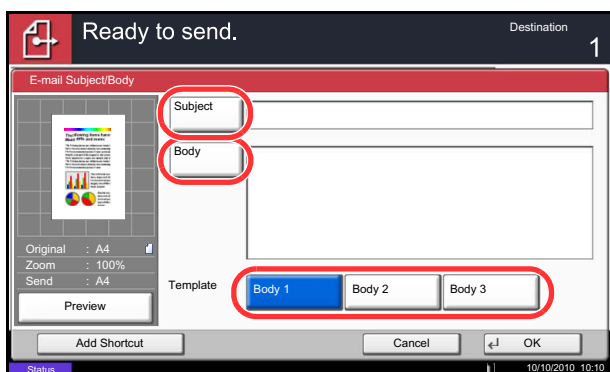 Ready to send.
Destination
1
E-mail Subject/Body
Subject
Body
Original : A4
Zoom : 100%
Send : A4
Preview
Template
Body 1
Body 2
Body 3
Add Shortcut
Cancel
OK
Status
10/10/2010 10:10